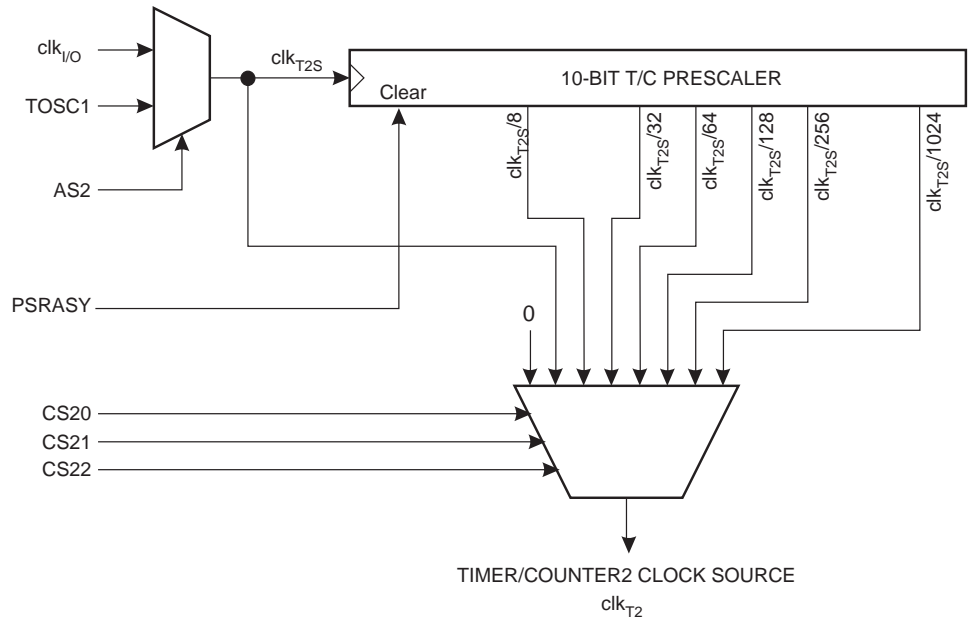 clkI/O
clkT2S
10-BIT T/C PRESCALER
TOSC1
Clear
clkT2S/8
clkT2S/32
clkT2S/64
clkT2S/128
clkT2S/256
clkT2S/1024
AS2
PSRASY
0
CS20
CS21
CS22
TIMER/COUNTER2 CLOCK SOURCE
clkT2